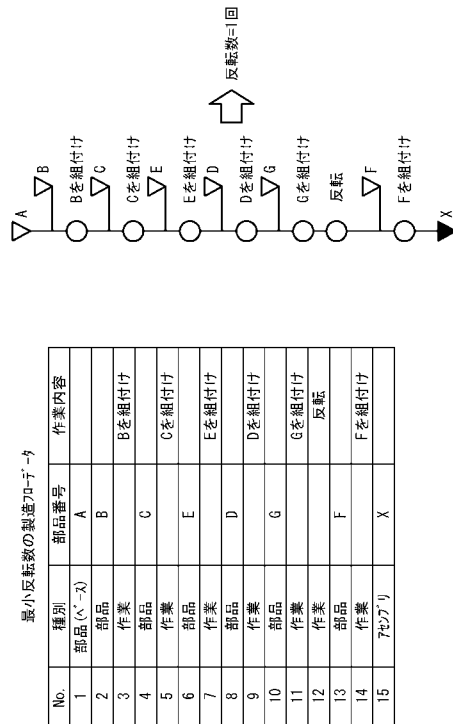 最小反転数の製造フローデータ
No. 種別 部品番号 作業内容
1 部品(ベース) A
2 部品 B
3 作業 Bを組付け
4 部品 C
5 作業 Cを組付け
6 部品 E
7 作業 Eを組付け
8 部品 D
9 作業 Dを組付け
10 部品 G
11 作業 Gを組付け
12 作業 反転
13 部品 F
14 作業 Fを組付け
15 アセンブリ X
A
B
Bを組付け
C
Cを組付け
E
Eを組付け
D
Dを組付け
G
Gを組付け
反転
F
Fを組付け
X
反転数=1回